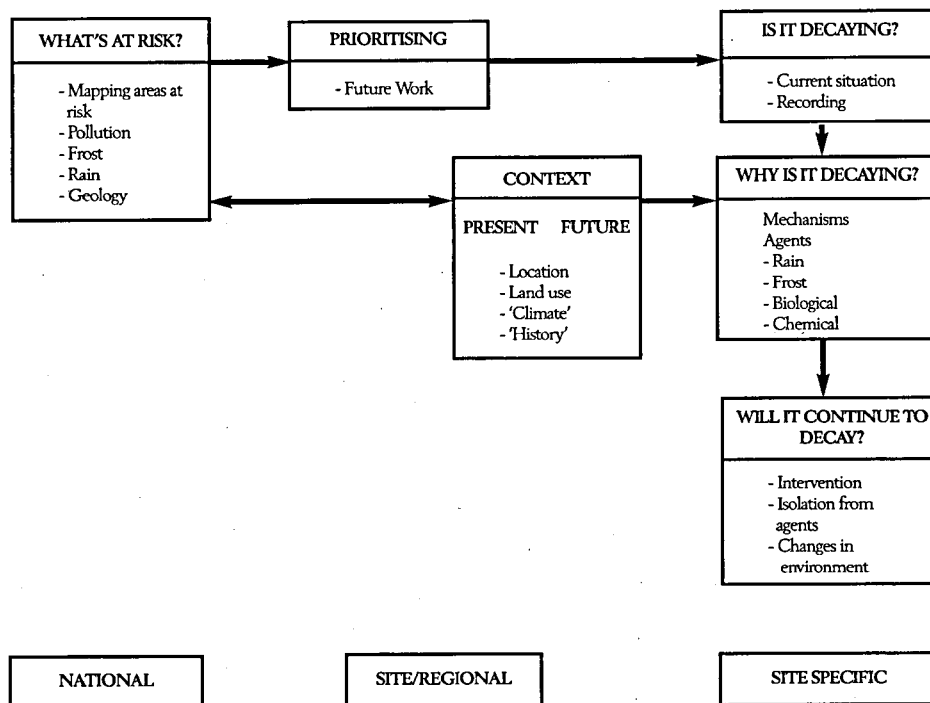 WHAT'S AT RISK?
- Mapping areas at
risk
- Pollution
- Frost
- Rain
- Geology
PRIORITISING
- Future Work
IS IT DECAYING?
- Current situation
- Recording
CONTEXT
PRESENT FUTURE
- Location
- Land use
- 'Climate'
- 'History'
WHY IS IT DECAYING?
Mechanisms
Agents
- Rain
- Frost
- Biological
- Chemical
WILL IT CONTINUE TO
DECAY?
- Intervention
- Isolation from
agents
- Changes in
environment
NATIONAL
SITE/REGIONAL
SITE SPECIFIC